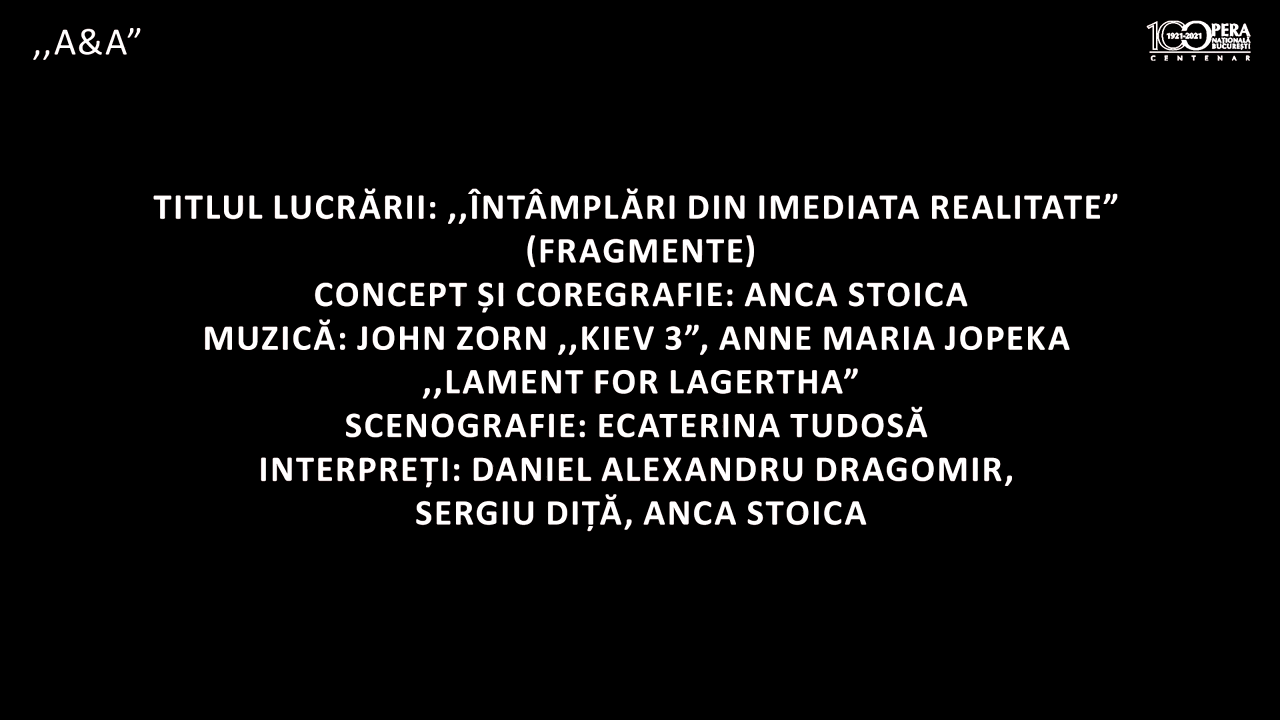 ,,A&A”
100PERA
1921-2021
NAȚIONALĂ
BUCUREȘTI
CENTENAR
TITLUL LUCRĂRII: ,,ÎNTÂMPLĂRI DIN IMEDIATA REALITATE”
(FRAGMENTE)
CONCEPT ȘI COREGRAFIE: ANCA STOICA
MUZICĂ: JOHN ZORN ,,KIEV 3”, ANNE MARIA JOPEKA
,,LAMENT FOR LAGERTHA”
SCENOGRAFIE: ECATERINA TUDOSĂ
INTERPREȚI: DANIEL ALEXANDRU DRAGOMIR,
SERGIU DIȚĂ, ANCA STOICA